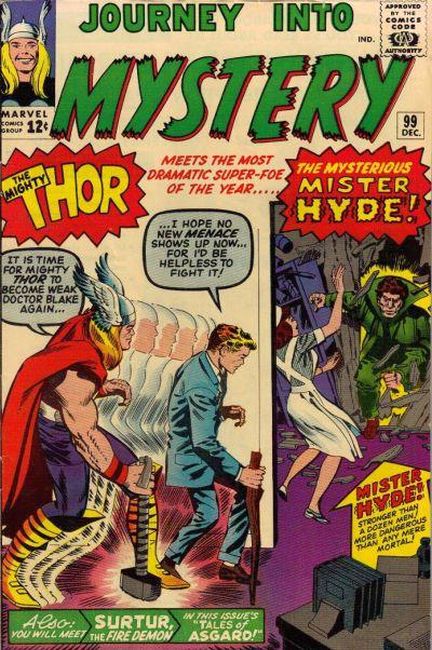 JOURNEY INTO
MYSTERY
IND.
APPROVED
BY THE
COMICS
CODE
AUTHORITY
MARVEL
COMICS
GROUP
12¢
99
DEC.
THE MIGHTY
THOR
MEETS THE MOST
DRAMATIC SUPER-FOE
OF THE YEAR.....
THE MYSTERIOUS
MISTER
HYDE!
IT IS TIME
FOR MIGHTY
THOR TO
BECOME WEAK
DOCTOR BLAKE
AGAIN...
...I HOPE NO
NEW MENACE
SHOWS UP NOW...
FOR I'D BE
HELPLESS TO
FIGHT IT!
MISTER
HYDE!
STRONGER THAN
A DOZEN MEN!
MORE DANGEROUS
THAN ANY MERE
MORTAL!
Also:
YOU WILL MEET
SURTUR,
THE FIRE DEMON
IN THIS ISSUE'S
"TALES OF
ASGARD!"